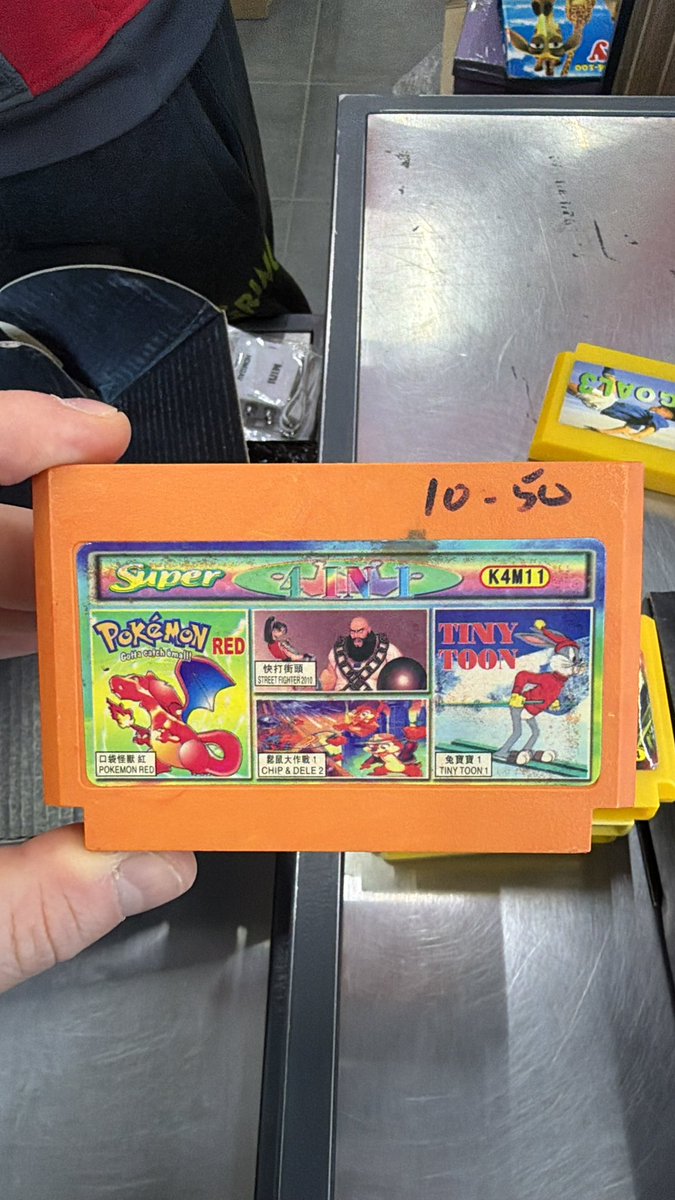 10-50
Super 4 IN 1 K4M11
POKéMON
Gotta catch 'em all!
RED
口袋怪獸 紅
POKEMON RED
快打街頭
STREET FIGHTER 2010
鬆鼠大作戰 1
CHIP & DELE 2
TINY
TOON
兔寶寶 1
TINY TOON 1
GOAL3
MINI